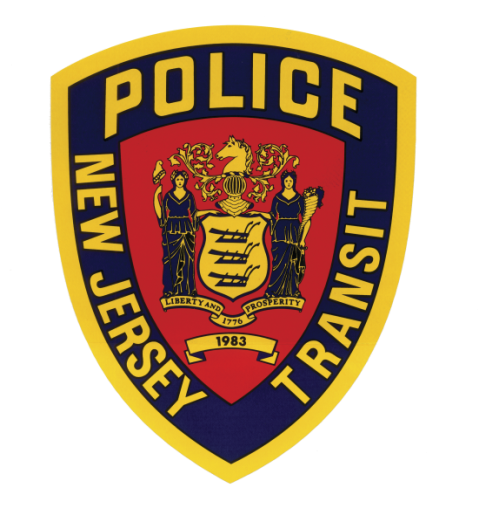 POLICE
NEW JERSEY
TRANSIT
LIBERTY AND
PROSPERITY
1776
1983